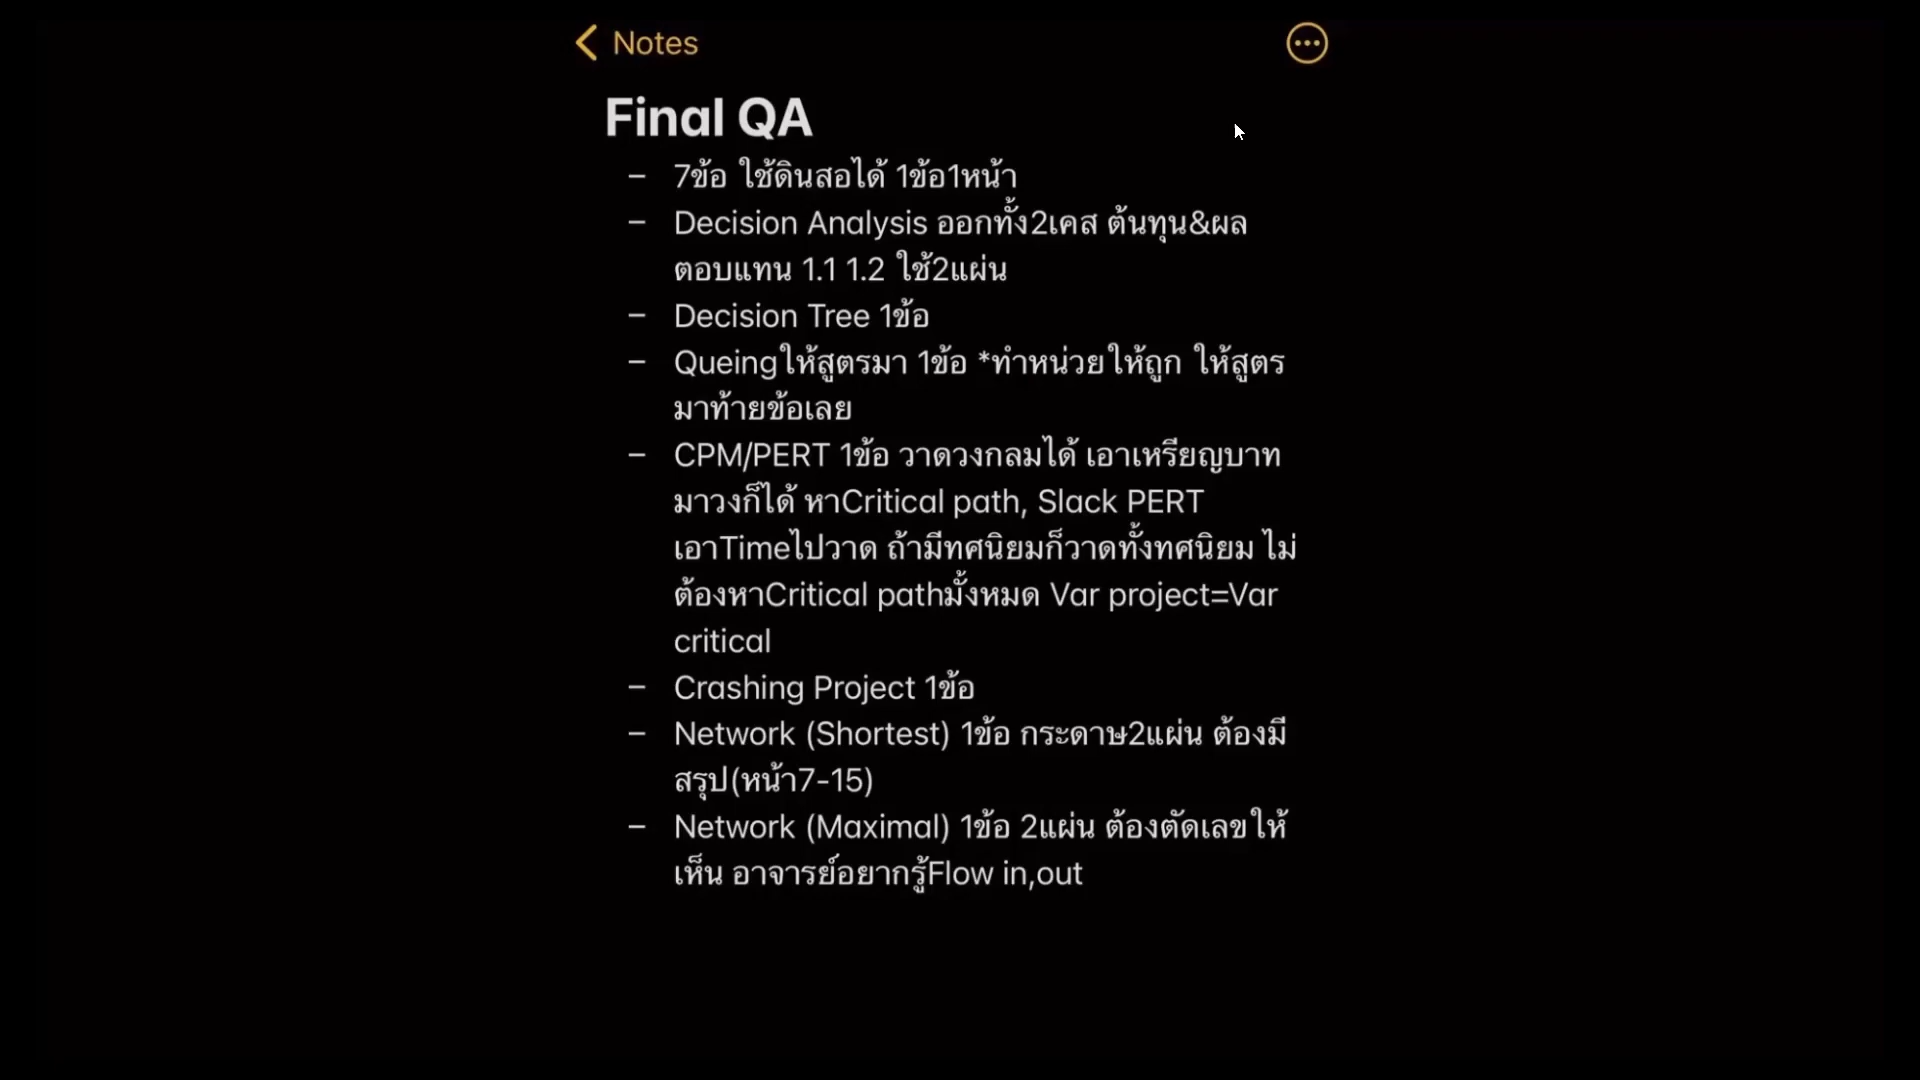 Notes
Final QA
– 7ข้อ ใช้ดินสอได้ 1ข้อ1หน้า
– Decision Analysis ออกทั้ง2เคส ต้นทุน&ผล
ตอบแทน 1.1 1.2 ใช้2แผ่น
– Decision Tree 1ข้อ
– Queingให้สูตรมา 1ข้อ *ทำหน่วยให้ถูก ให้สูตร
มาท้ายข้อเลย
– CPM/PERT 1ข้อ วาดวงกลมได้ เอาเหรียญบาท
มาวงก็ได้ หาCritical path, Slack PERT
เอาTimeไปวาด ถ้ามีทศนิยมก็วาดทั้งทศนิยม ไม่
ต้องหาCritical pathมั้งหมด Var project=Var
critical
– Crashing Project 1ข้อ
– Network (Shortest) 1ข้อ กระดาษ2แผ่น ต้องมี
สรุป(หน้า7-15)
– Network (Maximal) 1ข้อ 2แผ่น ต้องตัดเลขให้
เห็น อาจารย์อยากรู้Flow in,out